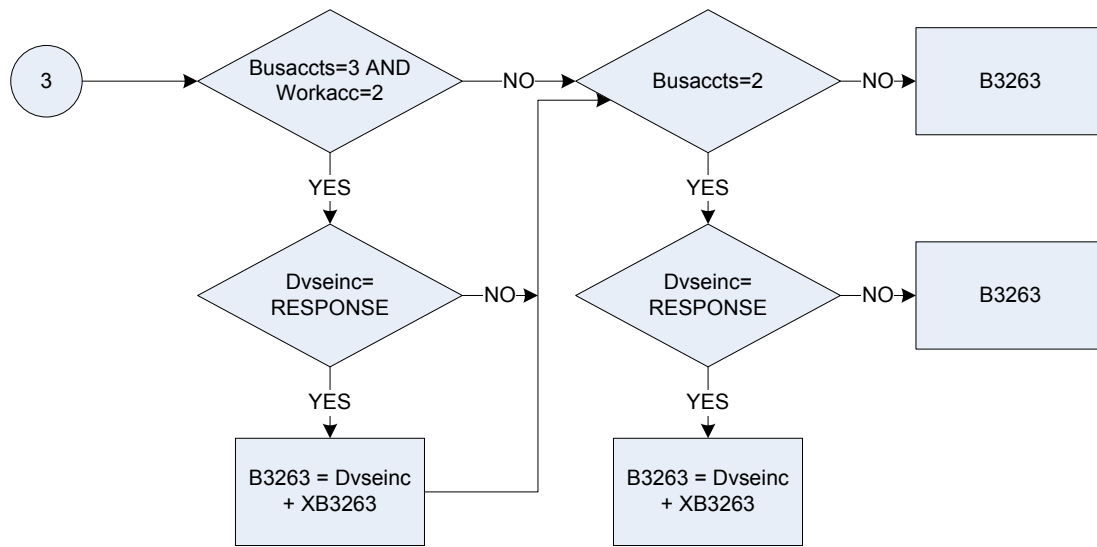 3
Busaccts=3 AND
Workacc=2
NO
Busaccts=2
NO
B3263
YES
YES
Dvseinc=
RESPONSE
NO
Dvseinc=
RESPONSE
NO
B3263
YES
YES
B3263 = Dvseinc
+ XB3263
B3263 = Dvseinc
+ XB3263